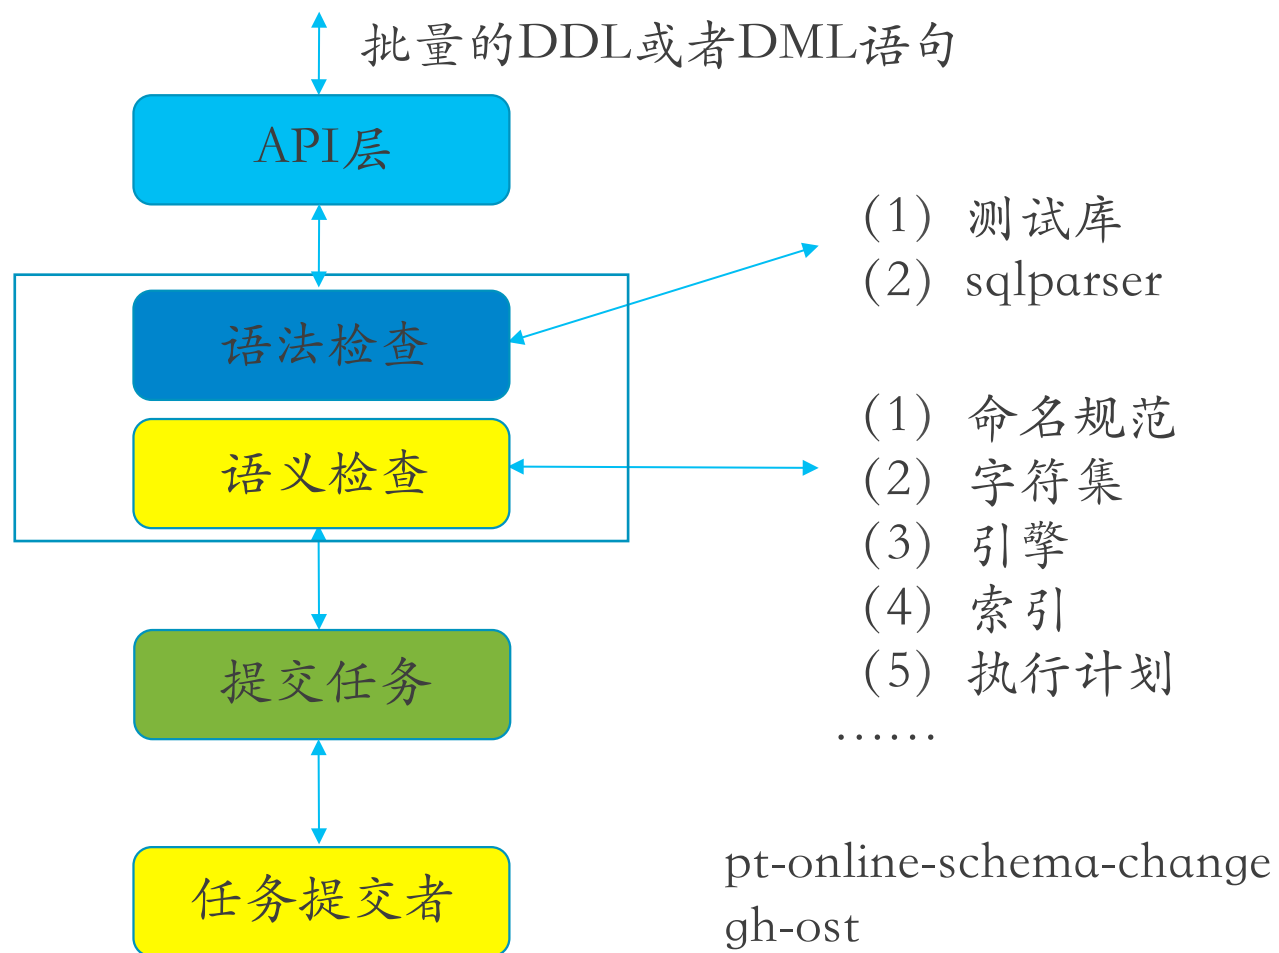 批量的DDL或者DML语句
API层
（1）测试库
（2）sqlparser
语法检查
语义检查
（1）命名规范
（2）字符集
（3）引擎
（4）索引
（5）执行计划
……
提交任务
任务提交者
pt-online-schema-change
gh-ost